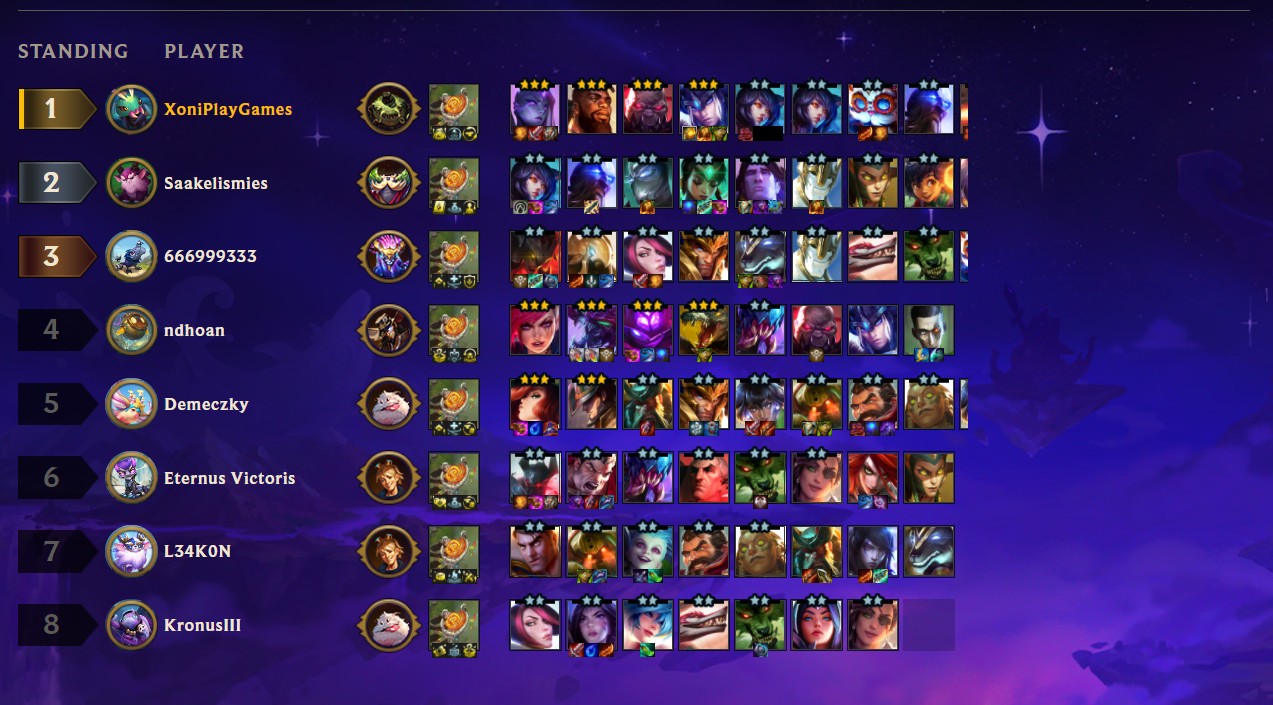 STANDING PLAYER
1 XoniPlayGames
2 Saakelismies
3 666999333
4 ndhoan
5 Demeczky
6 Eternus Victoris
7 L34K0N
8 KronusIII